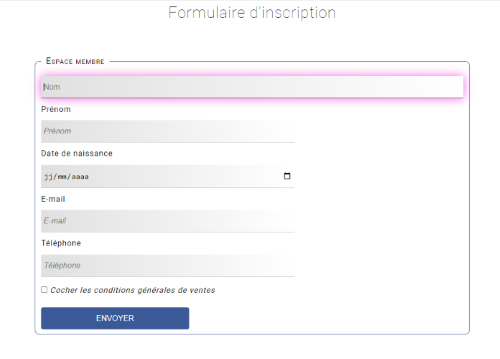 Formulaire d'inscription
Espace membre
Nom
Prénom
Prénom
Date de naissance
jj/mm/aaaa
E-mail
E-mail
Téléphone
Téléphone
Cocher les conditions générales de ventes
ENVOYER